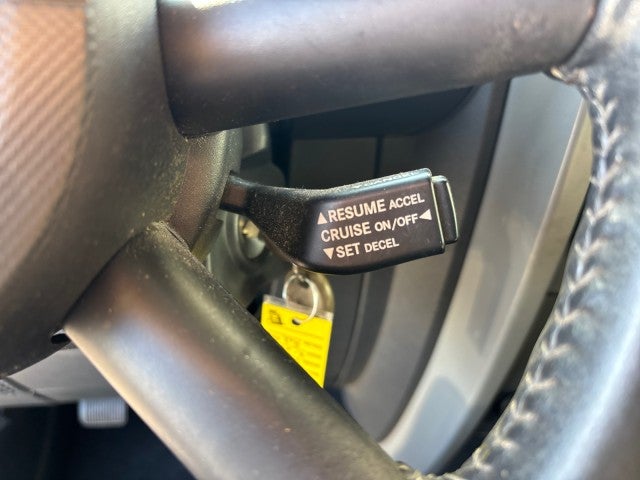 ▲RESUME ACCEL
CRUISE ON/OFF◀
▼SET DECEL